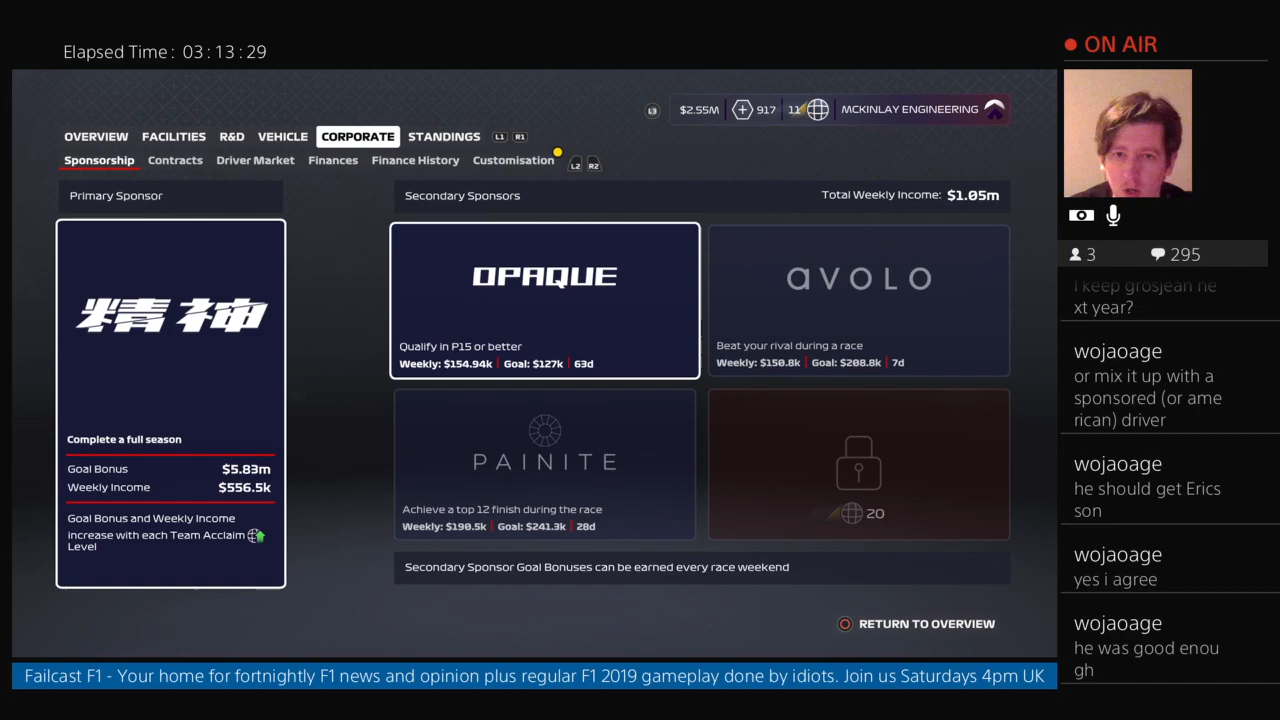 Elapsed Time : 03 : 13 : 29
ON AIR
L3
$2.55M
917
11
MCKINLAY ENGINEERING
OVERVIEW FACILITIES R&D VEHICLE CORPORATE STANDINGS L1 R1
Sponsorship Contracts Driver Market Finances Finance History Customisation L2 R2
Primary Sponsor
精神
Complete a full season
Goal Bonus $5.83m
Weekly Income $556.5k
Goal Bonus and Weekly Income
increase with each Team Acclaim
Level
Secondary Sponsors
Total Weekly Income: $1.05m
OPAQUE
Qualify in P15 or better
Weekly: $154.94k | Goal: $127k | 63d
aVOLO
Beat your rival during a race
Weekly: $150.8k | Goal: $208.8k | 7d
PAINITE
Achieve a top 12 finish during the race
Weekly: $190.5k | Goal: $241.3k | 28d
20
Secondary Sponsor Goal Bonuses can be earned every race weekend
RETURN TO OVERVIEW
3 295
I keep grosjean ne
xt year?
wojaoage
or mix it up with a
sponsored (or ame
rican) driver
wojaoage
he should get Erics
son
wojaoage
yes i agree
wojaoage
he was good enou
gh
Failcast F1 - Your home for fortnightly F1 news and opinion plus regular F1 2019 gameplay done by idiots. Join us Saturdays 4pm UK